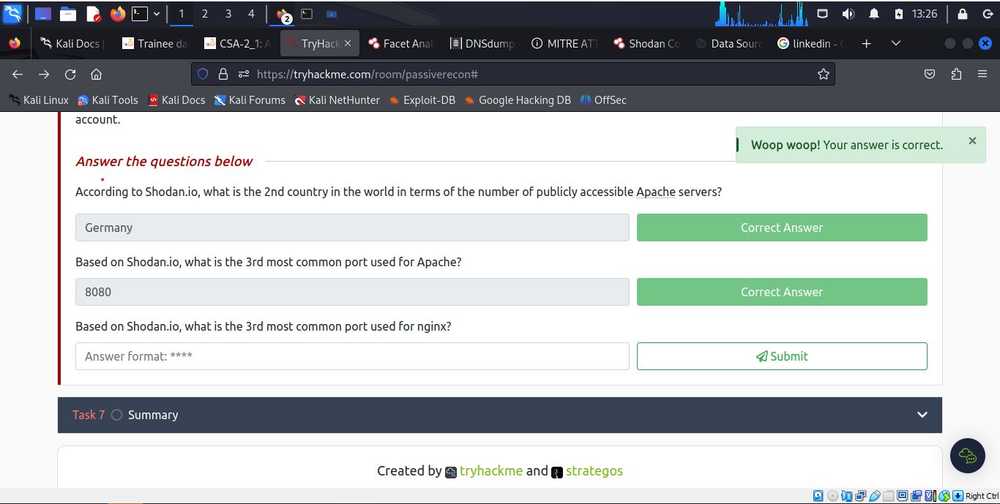 1 2 3 4 2 13:26
Kali Docs Trainee da CSA-2_1: A TryHack Facet Anal DNSdump MITRE ATT Shodan Co Data Sour linkedin - G
https://tryhackme.com/room/passiverecon#
Kali Linux Kali Tools Kali Docs Kali Forums Kali NetHunter Exploit-DB Google Hacking DB OffSec
account.
Woop woop! Your answer is correct.
Answer the questions below
According to Shodan.io, what is the 2nd country in the world in terms of the number of publicly accessible Apache servers?
Germany Correct Answer
Based on Shodan.io, what is the 3rd most common port used for Apache?
8080 Correct Answer
Based on Shodan.io, what is the 3rd most common port used for nginx?
Answer format: **** Submit
Task 7 Summary
Created by tryhackme and strategos
Right Ctrl